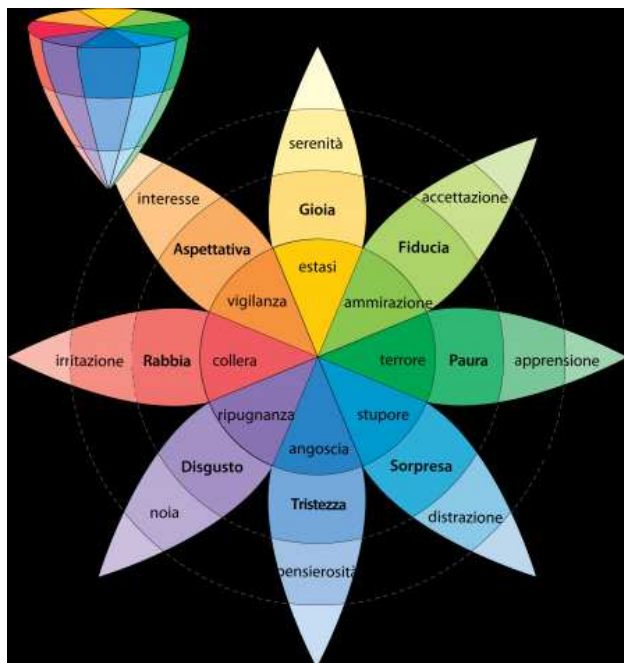 serenità
interesse
accettazione
Gioia
Aspettativa
Fiducia
estasi
vigilanza
ammirazione
irritazione
Rabbia
collera
terrore
Paura
apprensione
ripugnanza
stupore
angoscia
Disgusto
Sorpresa
Tristezza
noia
distrazione
pensierosità